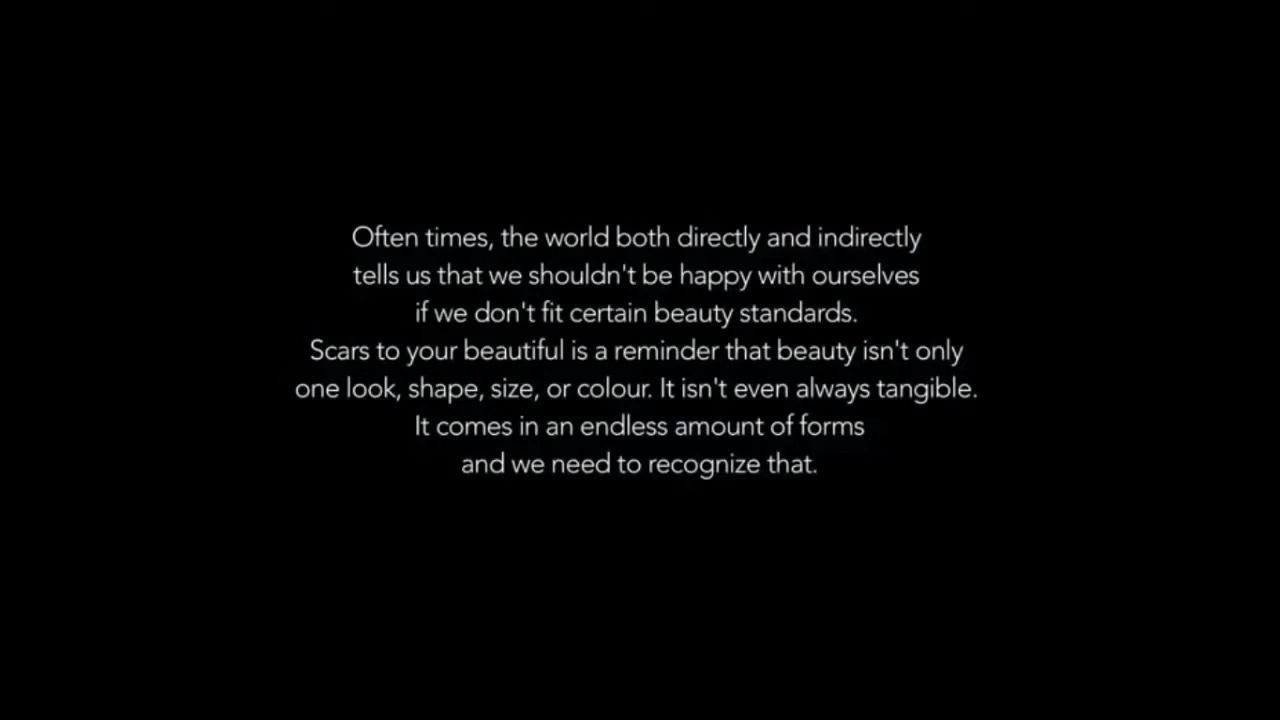 Often times, the world both directly and indirectly
tells us that we shouldn't be happy with ourselves
if we don't fit certain beauty standards.
Scars to your beautiful is a reminder that beauty isn't only
one look, shape, size, or colour. It isn't even always tangible.
It comes in an endless amount of forms
and we need to recognize that.